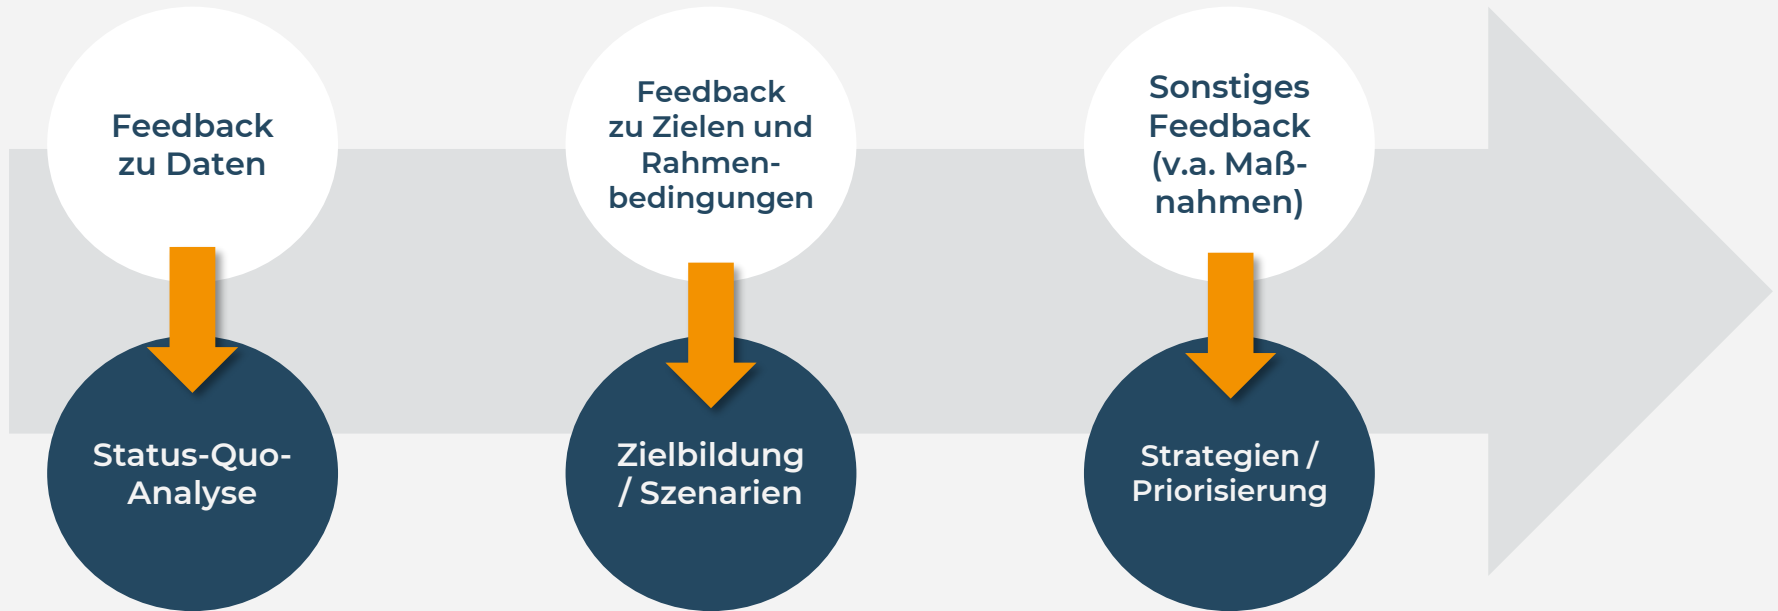 Feedback
zu Daten
Feedback
zu Zielen und
Rahmen-
bedingungen
Sonstiges
Feedback
(v.a. Maß-
nahmen)
Status-Quo-
Analyse
Zielbildung
/ Szenarien
Strategien /
Priorisierung